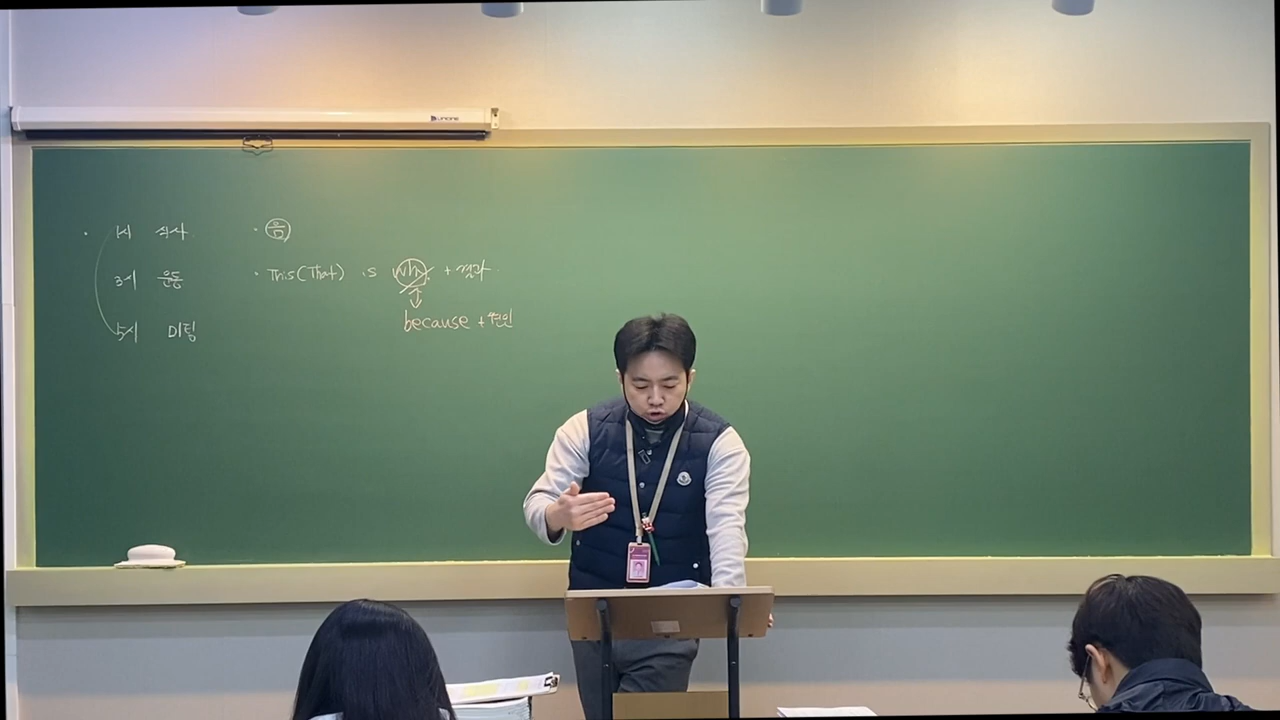 · 1시 식사
3시 운동
5시 미팅
· 음
· This(That) is why +결과
↕
because + 원인